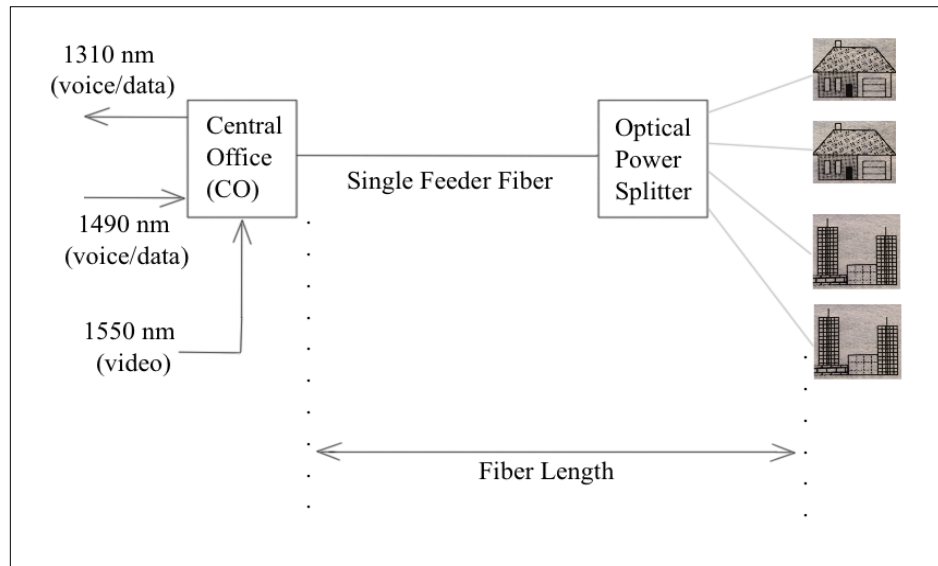 1310 nm
(voice/data)
Central
Office
(CO)
Optical
Power
Splitter
Single Feeder Fiber
1490 nm
(voice/data)
1550 nm
(video)
Fiber Length